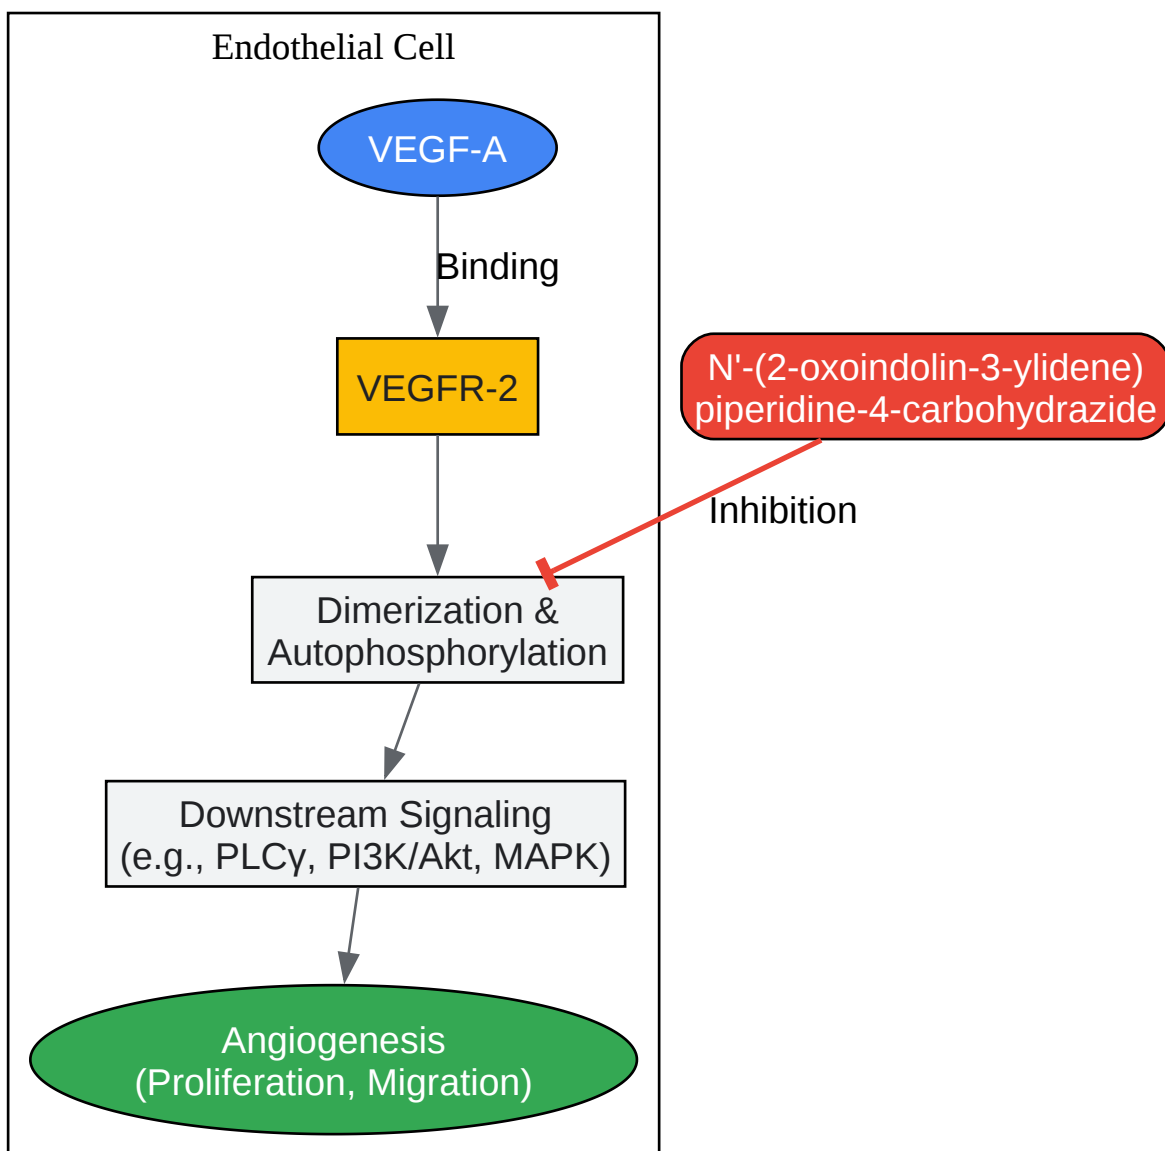 Endothelial Cell
VEGF-A
Binding
VEGFR-2
N'-(2-oxoindolin-3-ylidene)
piperidine-4-carbohydrazide
Inhibition
Dimerization &
Autophosphorylation
Downstream Signaling
(e.g., PLCγ, PI3K/Akt, MAPK)
Angiogenesis
(Proliferation, Migration)